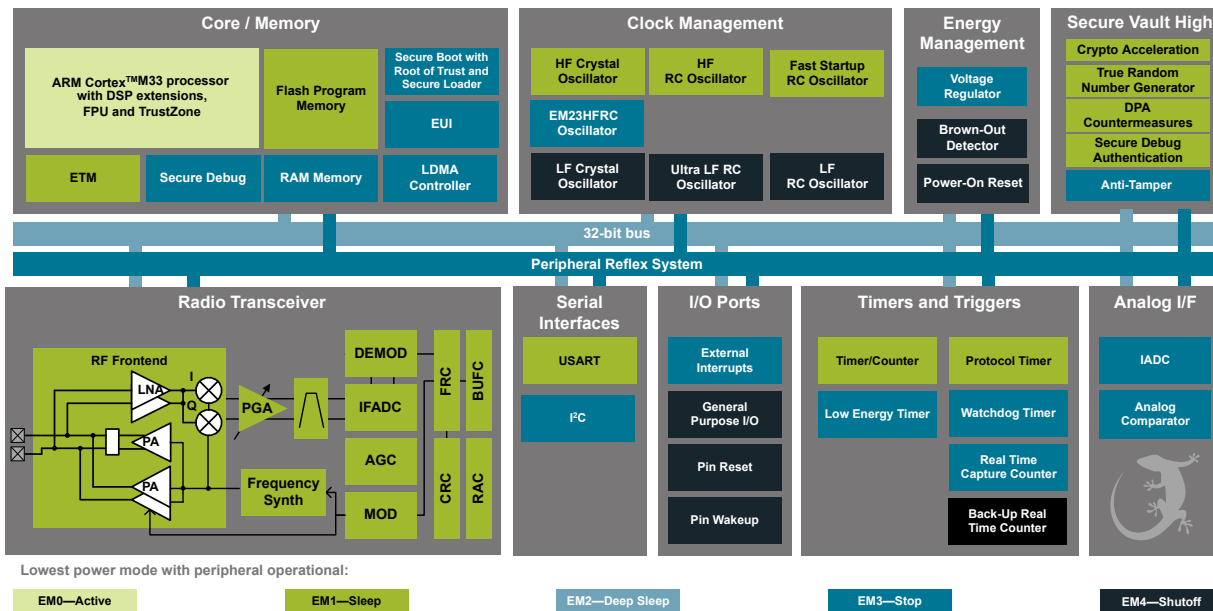 Core / Memory
ARM Cortex™M33 processor
with DSP extensions,
FPU and TrustZone
Flash Program
Memory
Secure Boot with
Root of Trust and
Secure Loader
EUI
ETM
Secure Debug
RAM Memory
LDMA
Controller
Clock Management
HF Crystal
Oscillator
HF
RC Oscillator
Fast Startup
RC Oscillator
EM23HFRC
Oscillator
LF Crystal
Oscillator
Ultra LF RC
Oscillator
LF
RC Oscillator
Energy
Management
Voltage
Regulator
Brown-Out
Detector
Power-On Reset
Secure Vault High
Crypto Acceleration
True Random
Number Generator
DPA
Countermeasures
Secure Debug
Authentication
Anti-Tamper
32-bit bus
Peripheral Reflex System
Radio Transceiver
RF Frontend
LNA
I
Q
PA
PA
PGA
Frequency
Synth
DEMOD
IFADC
AGC
MOD
FRC
BUFC
CRC
RAC
Serial
Interfaces
USART
I²C
I/O Ports
External
Interrupts
General
Purpose I/O
Pin Reset
Pin Wakeup
Timers and Triggers
Timer/Counter
Protocol Timer
Low Energy Timer
Watchdog Timer
Real Time
Capture Counter
Back-Up Real
Time Counter
Analog I/F
IADC
Analog
Comparator
Lowest power mode with peripheral operational:
EM0—Active
EM1—Sleep
EM2—Deep Sleep
EM3—Stop
EM4—Shutoff